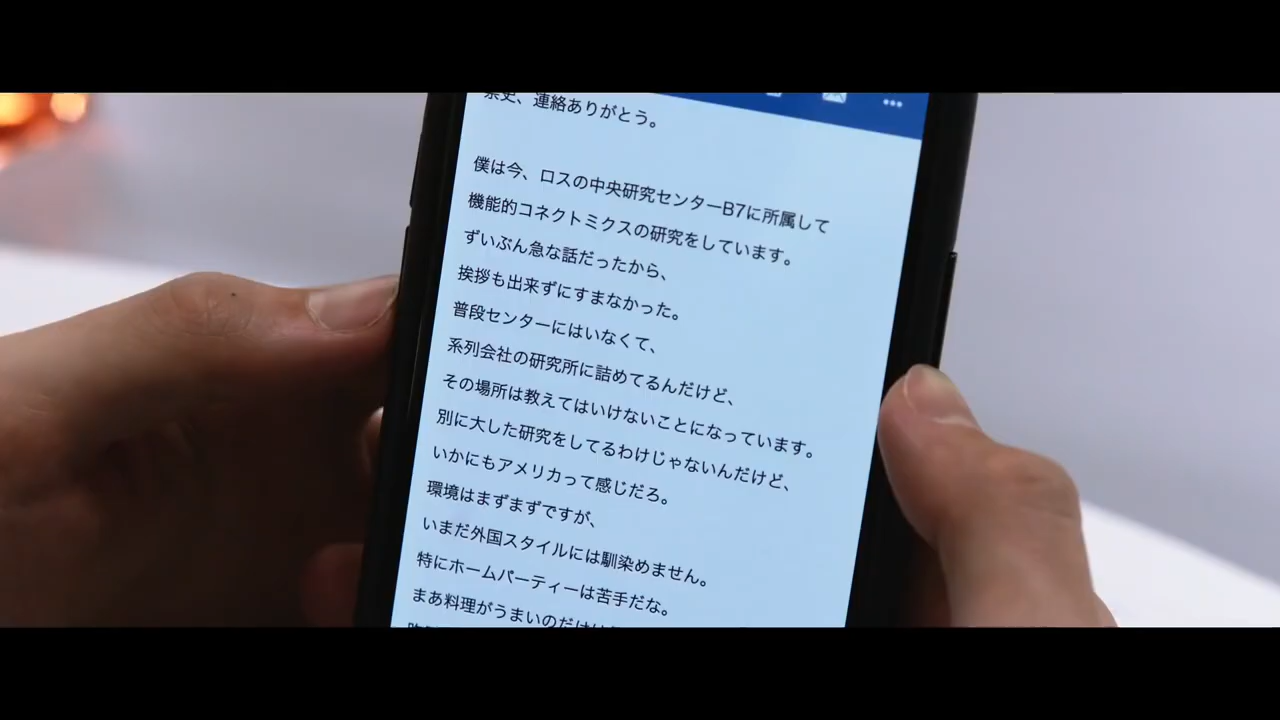 連絡ありがとう。
僕は今、ロスの中央研究センターB7に所属して
機能的コネクトミクスの研究をしています。
ずいぶん急な話だったから、
挨拶も出来ずにすまなかった。
普段センターにはいなくて、
系列会社の研究所に詰めてるんだけど、
その場所は教えてはいけないことになっています。
別に大した研究をしてるわけじゃないんだけど、
いかにもアメリカって感じだろ。
環境はまずまずですが、
いまだ外国スタイルには馴染めません。
特にホームパーティーは苦手だな。
まあ料理がうまいのだけは